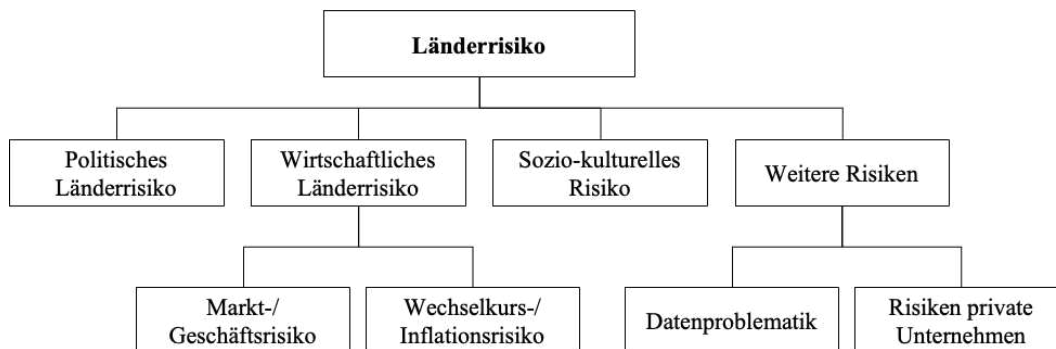 Länderrisiko
Politisches
Länderrisiko
Wirtschaftliches
Länderrisiko
Sozio-kulturelles
Risiko
Weitere Risiken
Markt-/
Geschäftsrisiko
Wechselkurs-/
Inflationsrisiko
Datenproblematik
Risiken private
Unternehmen